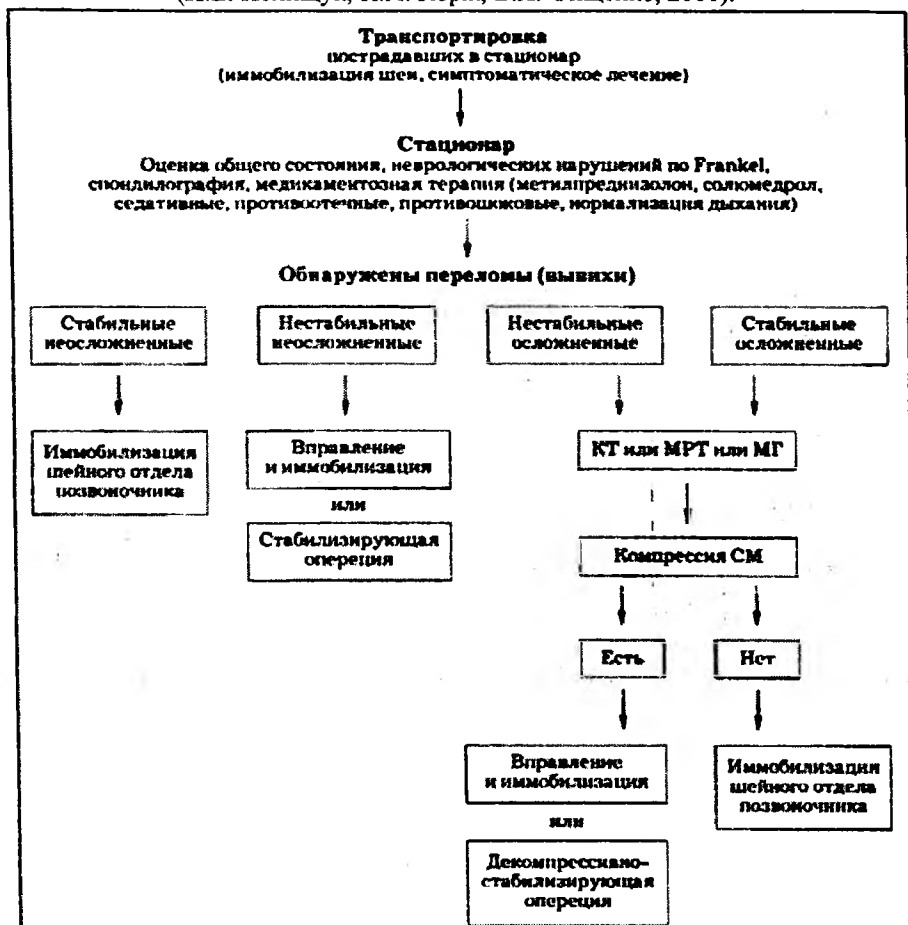 Транспортировка
пострадавших в стационар
(иммобилизация шеи, симптоматическое лечение)
Стационар
Оценка общего состояния, неврологических нарушений по Frankel,
спондилография, медикаментозная терапия (метилпреднизолон, солюмедрол,
седативные, противоотечные, противошоковые, нормализация дыхания)
Обнаружены переломы (вывихи)
Стабильные
неосложненные
Нестабильные
неосложненные
Нестабильные
осложненные
Стабильные
осложненные
Иммобилизация
шейного отдела
позвоночника
Вправление
и иммобилизация
или
Стабилизирующая
операция
КТ или МРТ или МГ
Компрессия СМ
Есть
Нет
Вправление
и иммобилизация
или
Декомпрессивно-
стабилизирующая
операция
Иммобилизация
шейного отдела
позвоночника